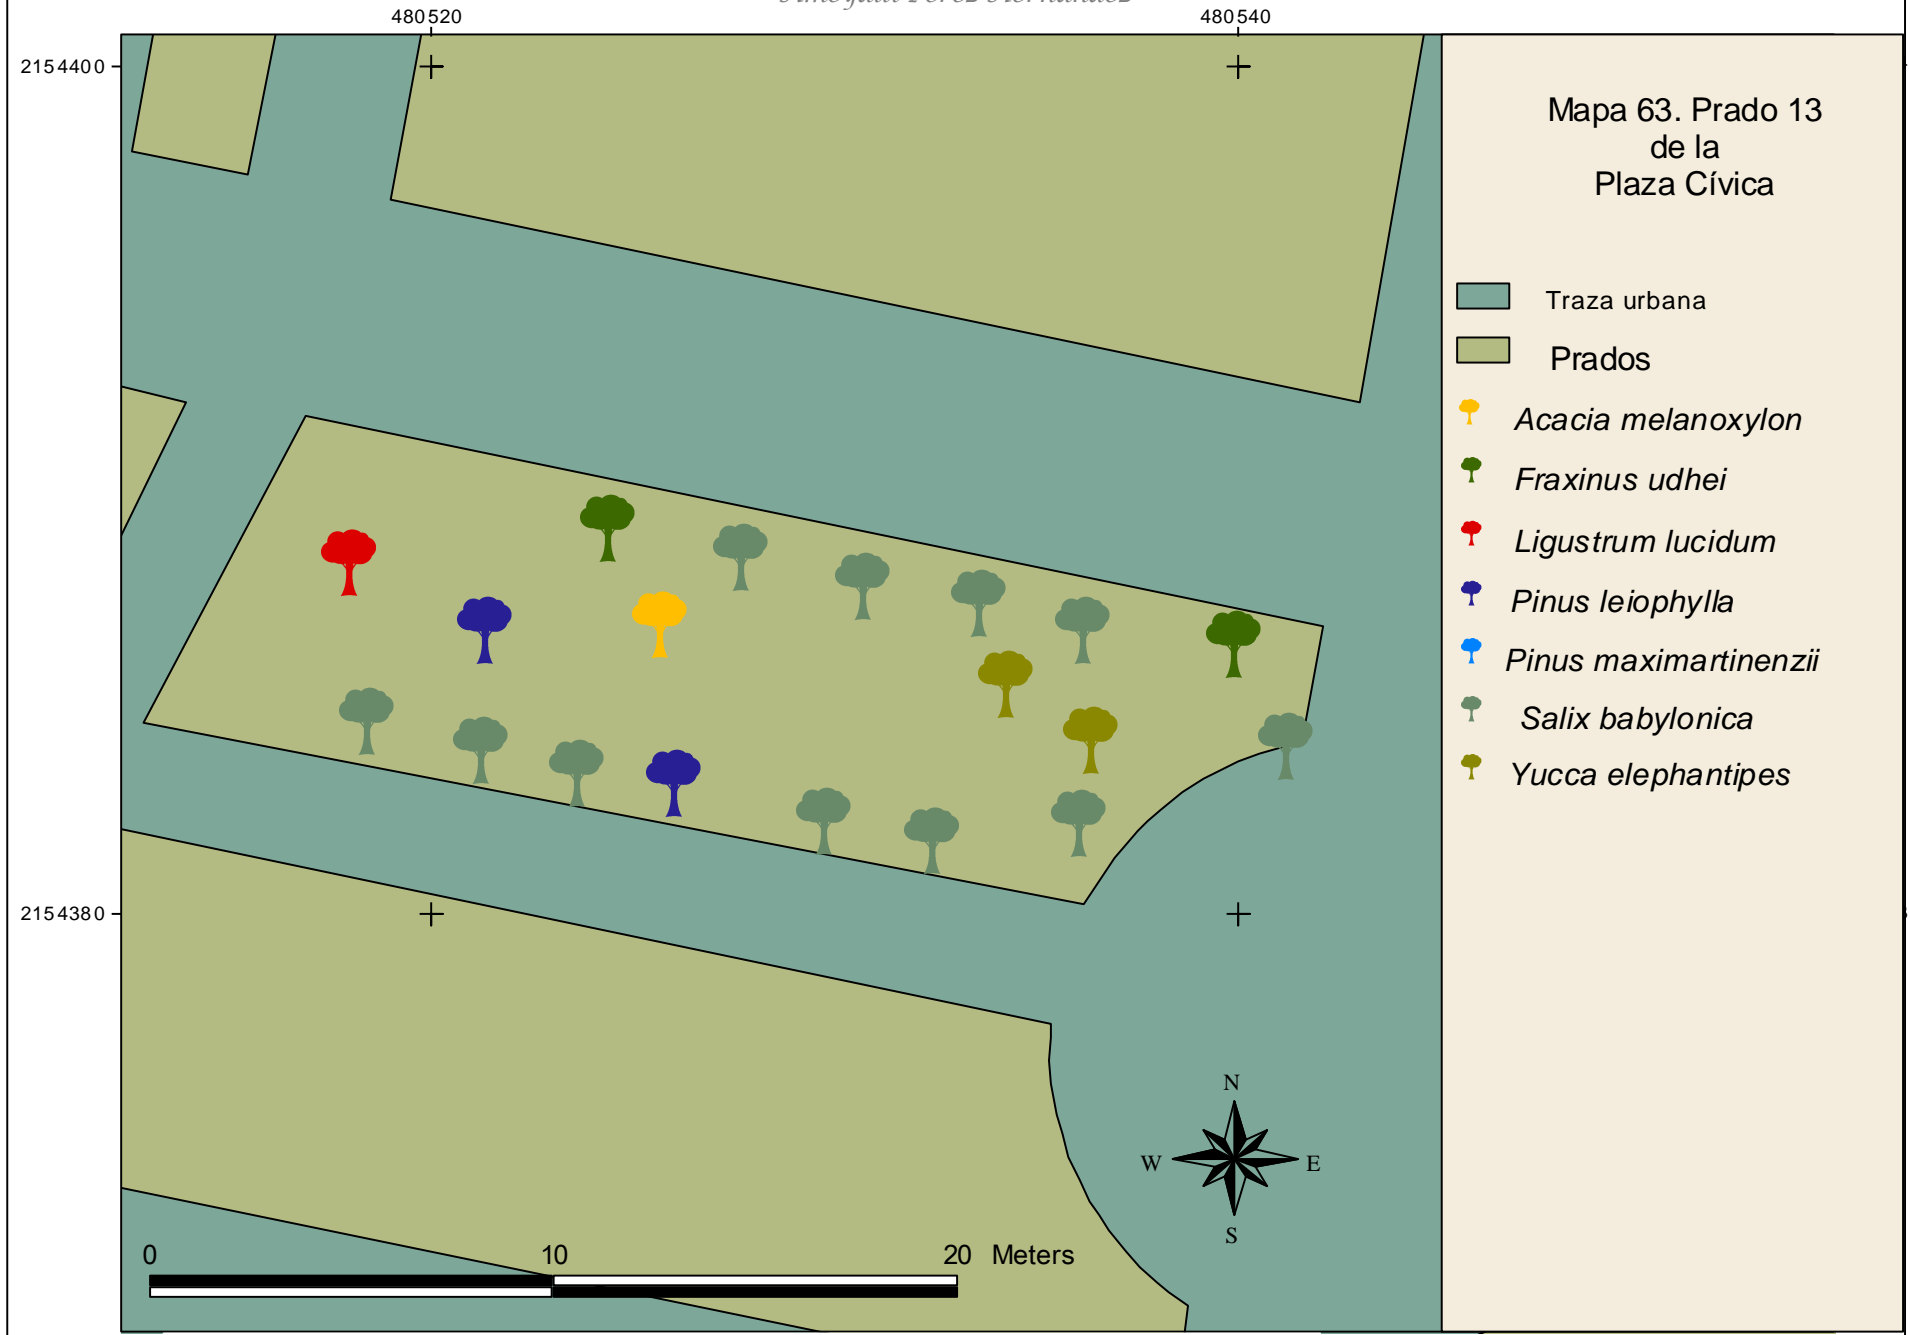 480520
480540
2154400
Mapa 63. Prado 13
de la
Plaza Cívica
Traza urbana
Prados
Acacia melanoxylon
Fraxinus udhei
Ligustrum lucidum
Pinus leiophylla
Pinus maximartinenzii
Salix babylonica
Yucca elephantipes
2154380
N
W
E
S
0
10
20 Meters